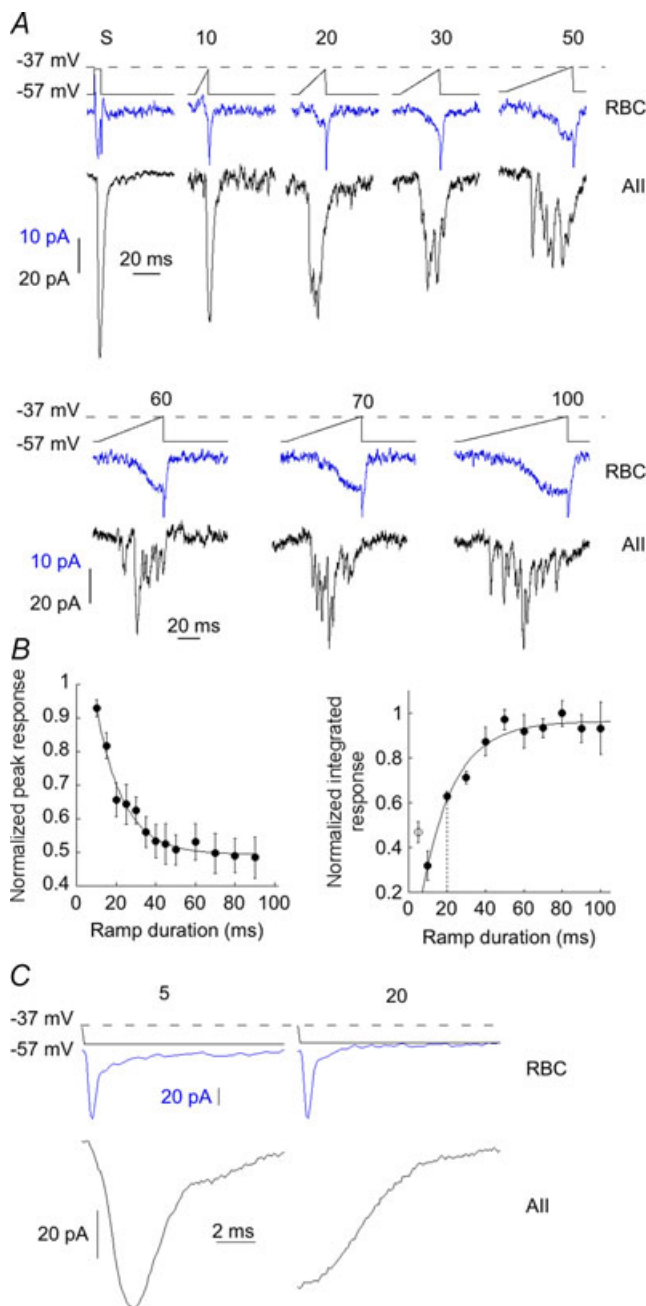 A
S 10 20 30 50
-37 mV
-57 mV
RBC
AII
10 pA
20 pA
20 ms
60 70 100
-37 mV
-57 mV
RBC
AII
10 pA
20 pA
20 ms
B
Normalized peak response
1
0.9
0.8
0.7
0.6
0.5
0.4
0 20 40 60 80 100
Ramp duration (ms)
Normalized integrated
response
1
0.8
0.6
0.4
0.2
0 20 40 60 80 100
Ramp duration (ms)
C
5 20
-37 mV
-57 mV
RBC
20 pA
AII
20 pA
2 ms